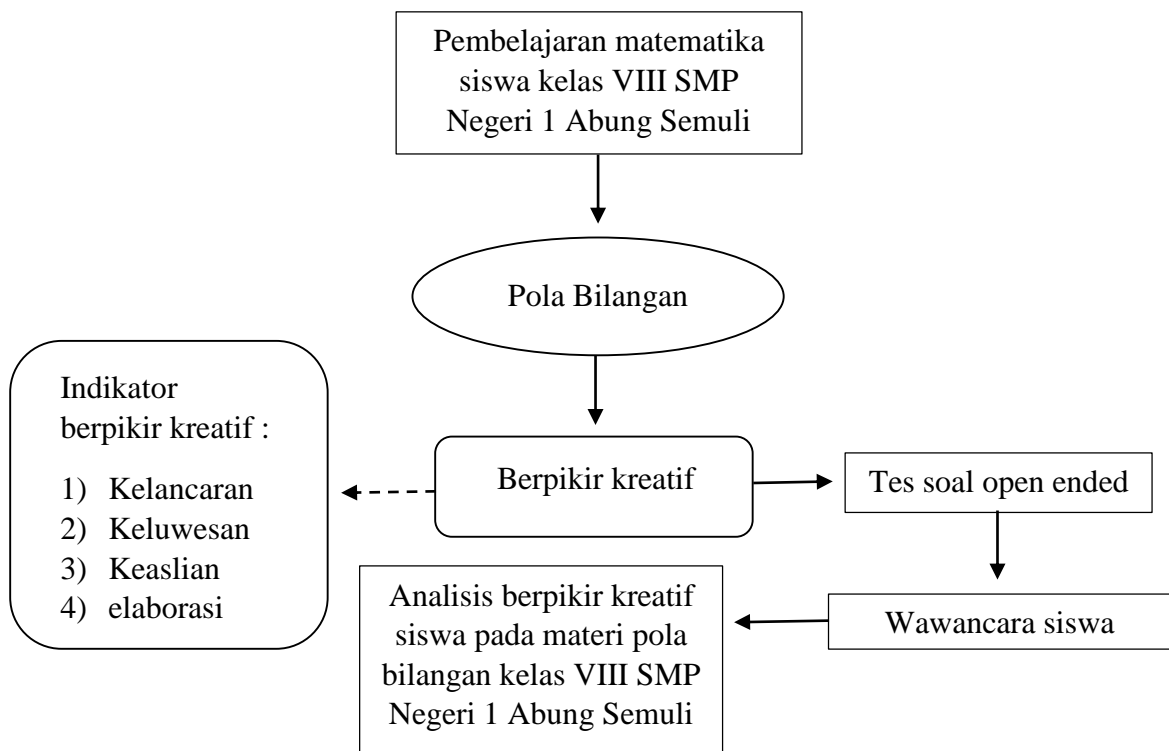 Pembelajaran matematika
siswa kelas VIII SMP
Negeri 1 Abung Semuli
Pola Bilangan
Indikator
berpikir kreatif :
1) Kelancaran
2) Keluwesan
3) Keaslian
4) elaborasi
Berpikir kreatif
Tes soal open ended
Wawancara siswa
Analisis berpikir kreatif
siswa pada materi pola
bilangan kelas VIII SMP
Negeri 1 Abung Semuli